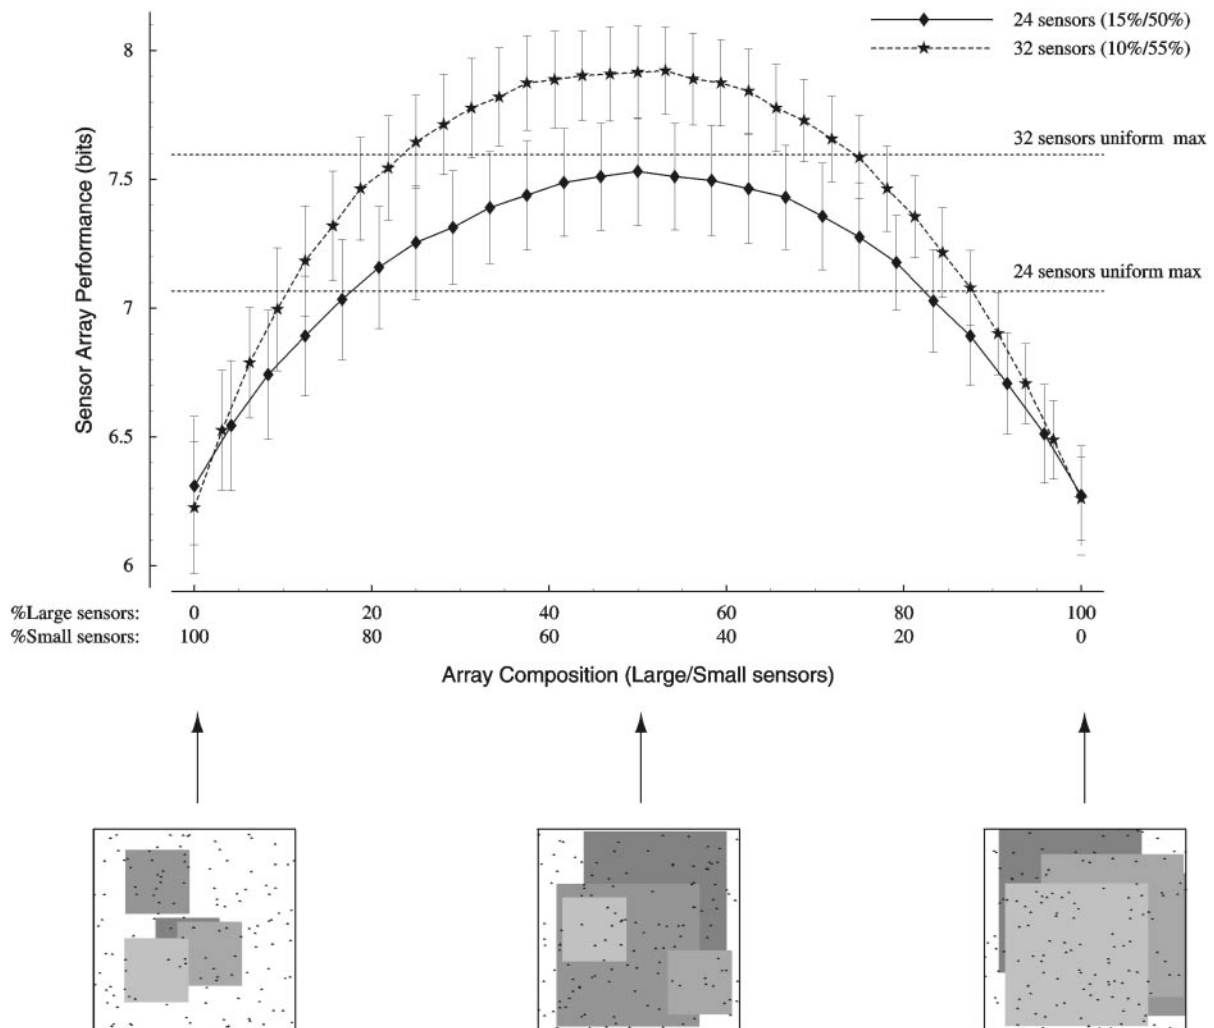 24 sensors (15%/50%)
32 sensors (10%/55%)
8
7.5
7
6.5
6
Sensor Array Performance (bits)
32 sensors uniform max
24 sensors uniform max
%Large sensors: 0 20 40 60 80 100
%Small sensors: 100 80 60 40 20 0
Array Composition (Large/Small sensors)